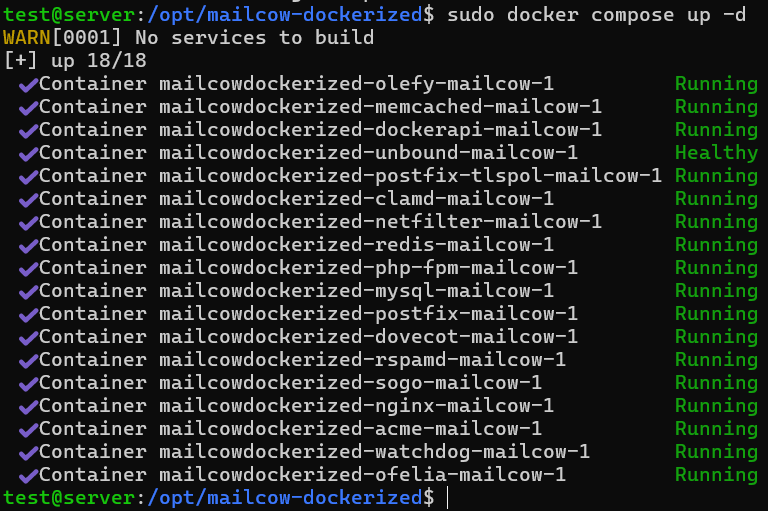 test@server:/opt/mailcow-dockerized$ sudo docker compose up -d
WARN[0001] No services to build
[+] up 18/18
✔Container mailcowdockerized-olefy-mailcow-1 Running
✔Container mailcowdockerized-memcached-mailcow-1 Running
✔Container mailcowdockerized-dockerapi-mailcow-1 Running
✔Container mailcowdockerized-unbound-mailcow-1 Healthy
✔Container mailcowdockerized-postfix-tlspol-mailcow-1 Running
✔Container mailcowdockerized-clamd-mailcow-1 Running
✔Container mailcowdockerized-netfilter-mailcow-1 Running
✔Container mailcowdockerized-redis-mailcow-1 Running
✔Container mailcowdockerized-php-fpm-mailcow-1 Running
✔Container mailcowdockerized-mysql-mailcow-1 Running
✔Container mailcowdockerized-postfix-mailcow-1 Running
✔Container mailcowdockerized-dovecot-mailcow-1 Running
✔Container mailcowdockerized-rspamd-mailcow-1 Running
✔Container mailcowdockerized-sogo-mailcow-1 Running
✔Container mailcowdockerized-nginx-mailcow-1 Running
✔Container mailcowdockerized-acme-mailcow-1 Running
✔Container mailcowdockerized-watchdog-mailcow-1 Running
✔Container mailcowdockerized-ofelia-mailcow-1 Running
test@server:/opt/mailcow-dockerized$